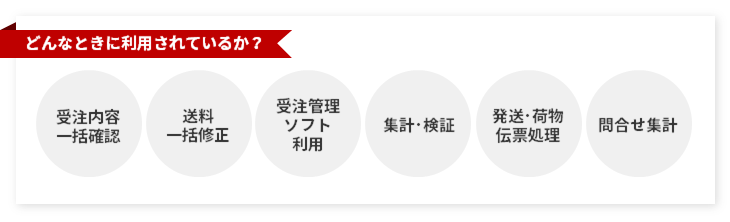 どんなときに利用されているか？
受注内容
一括確認
送料
一括修正
受注管理
ソフト
利用
集計･検証
発送･荷物
伝票処理
問合せ集計